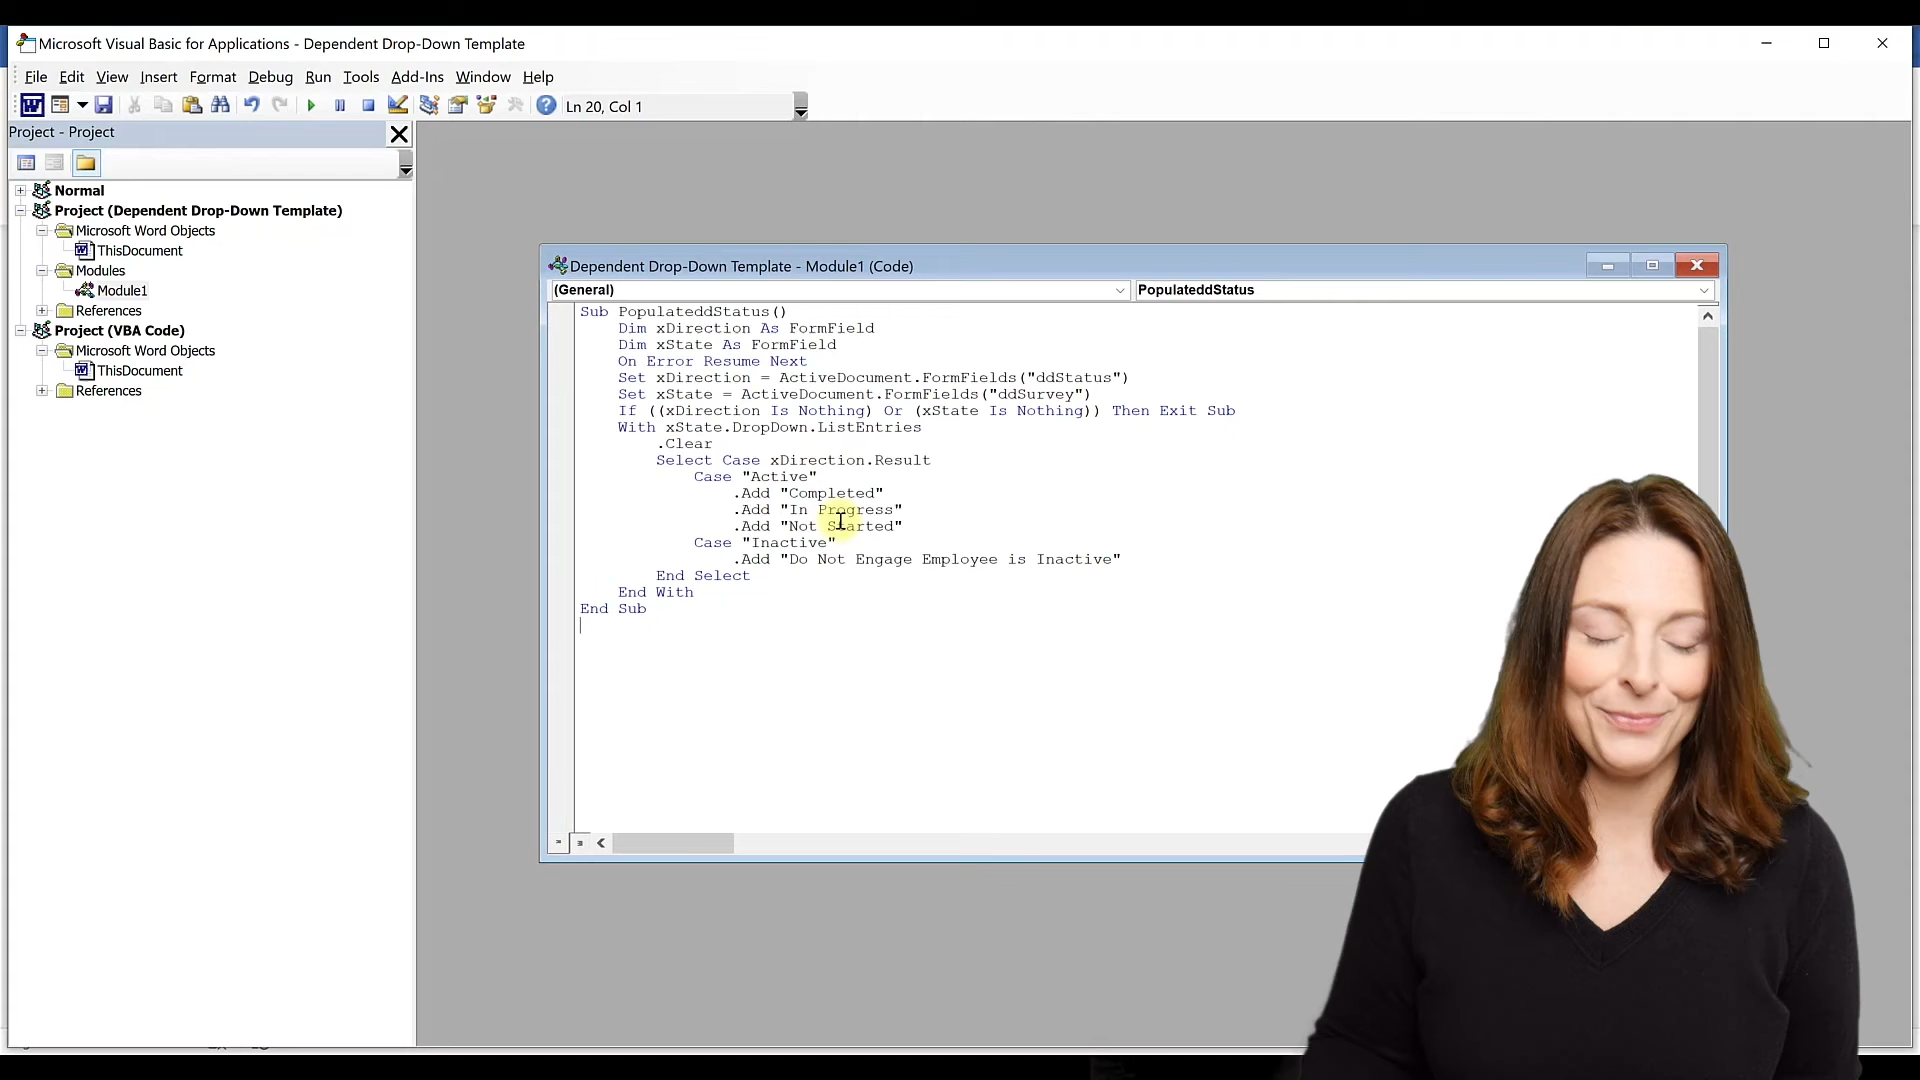 Microsoft Visual Basic for Applications - Dependent Drop-Down Template
File Edit View Insert Format Debug Run Tools Add-Ins Window Help
Ln 20, Col 1
Project - Project
Normal
Project (Dependent Drop-Down Template)
Microsoft Word Objects
ThisDocument
Modules
Module1
References
Project (VBA Code)
Microsoft Word Objects
ThisDocument
References
Dependent Drop-Down Template - Module1 (Code)
(General) PopulateddStatus
Sub PopulateddStatus()
Dim xDirection As FormField
Dim xState As FormField
On Error Resume Next
Set xDirection = ActiveDocument.FormFields("ddStatus")
Set xState = ActiveDocument.FormFields("ddSurvey")
If ((xDirection Is Nothing) Or (xState Is Nothing)) Then Exit Sub
With xState.DropDown.ListEntries
.Clear
Select Case xDirection.Result
Case "Active"
.Add "Completed"
.Add "In Progress"
.Add "Not Started"
Case "Inactive"
.Add "Do Not Engage Employee is Inactive"
End Select
End With
End Sub